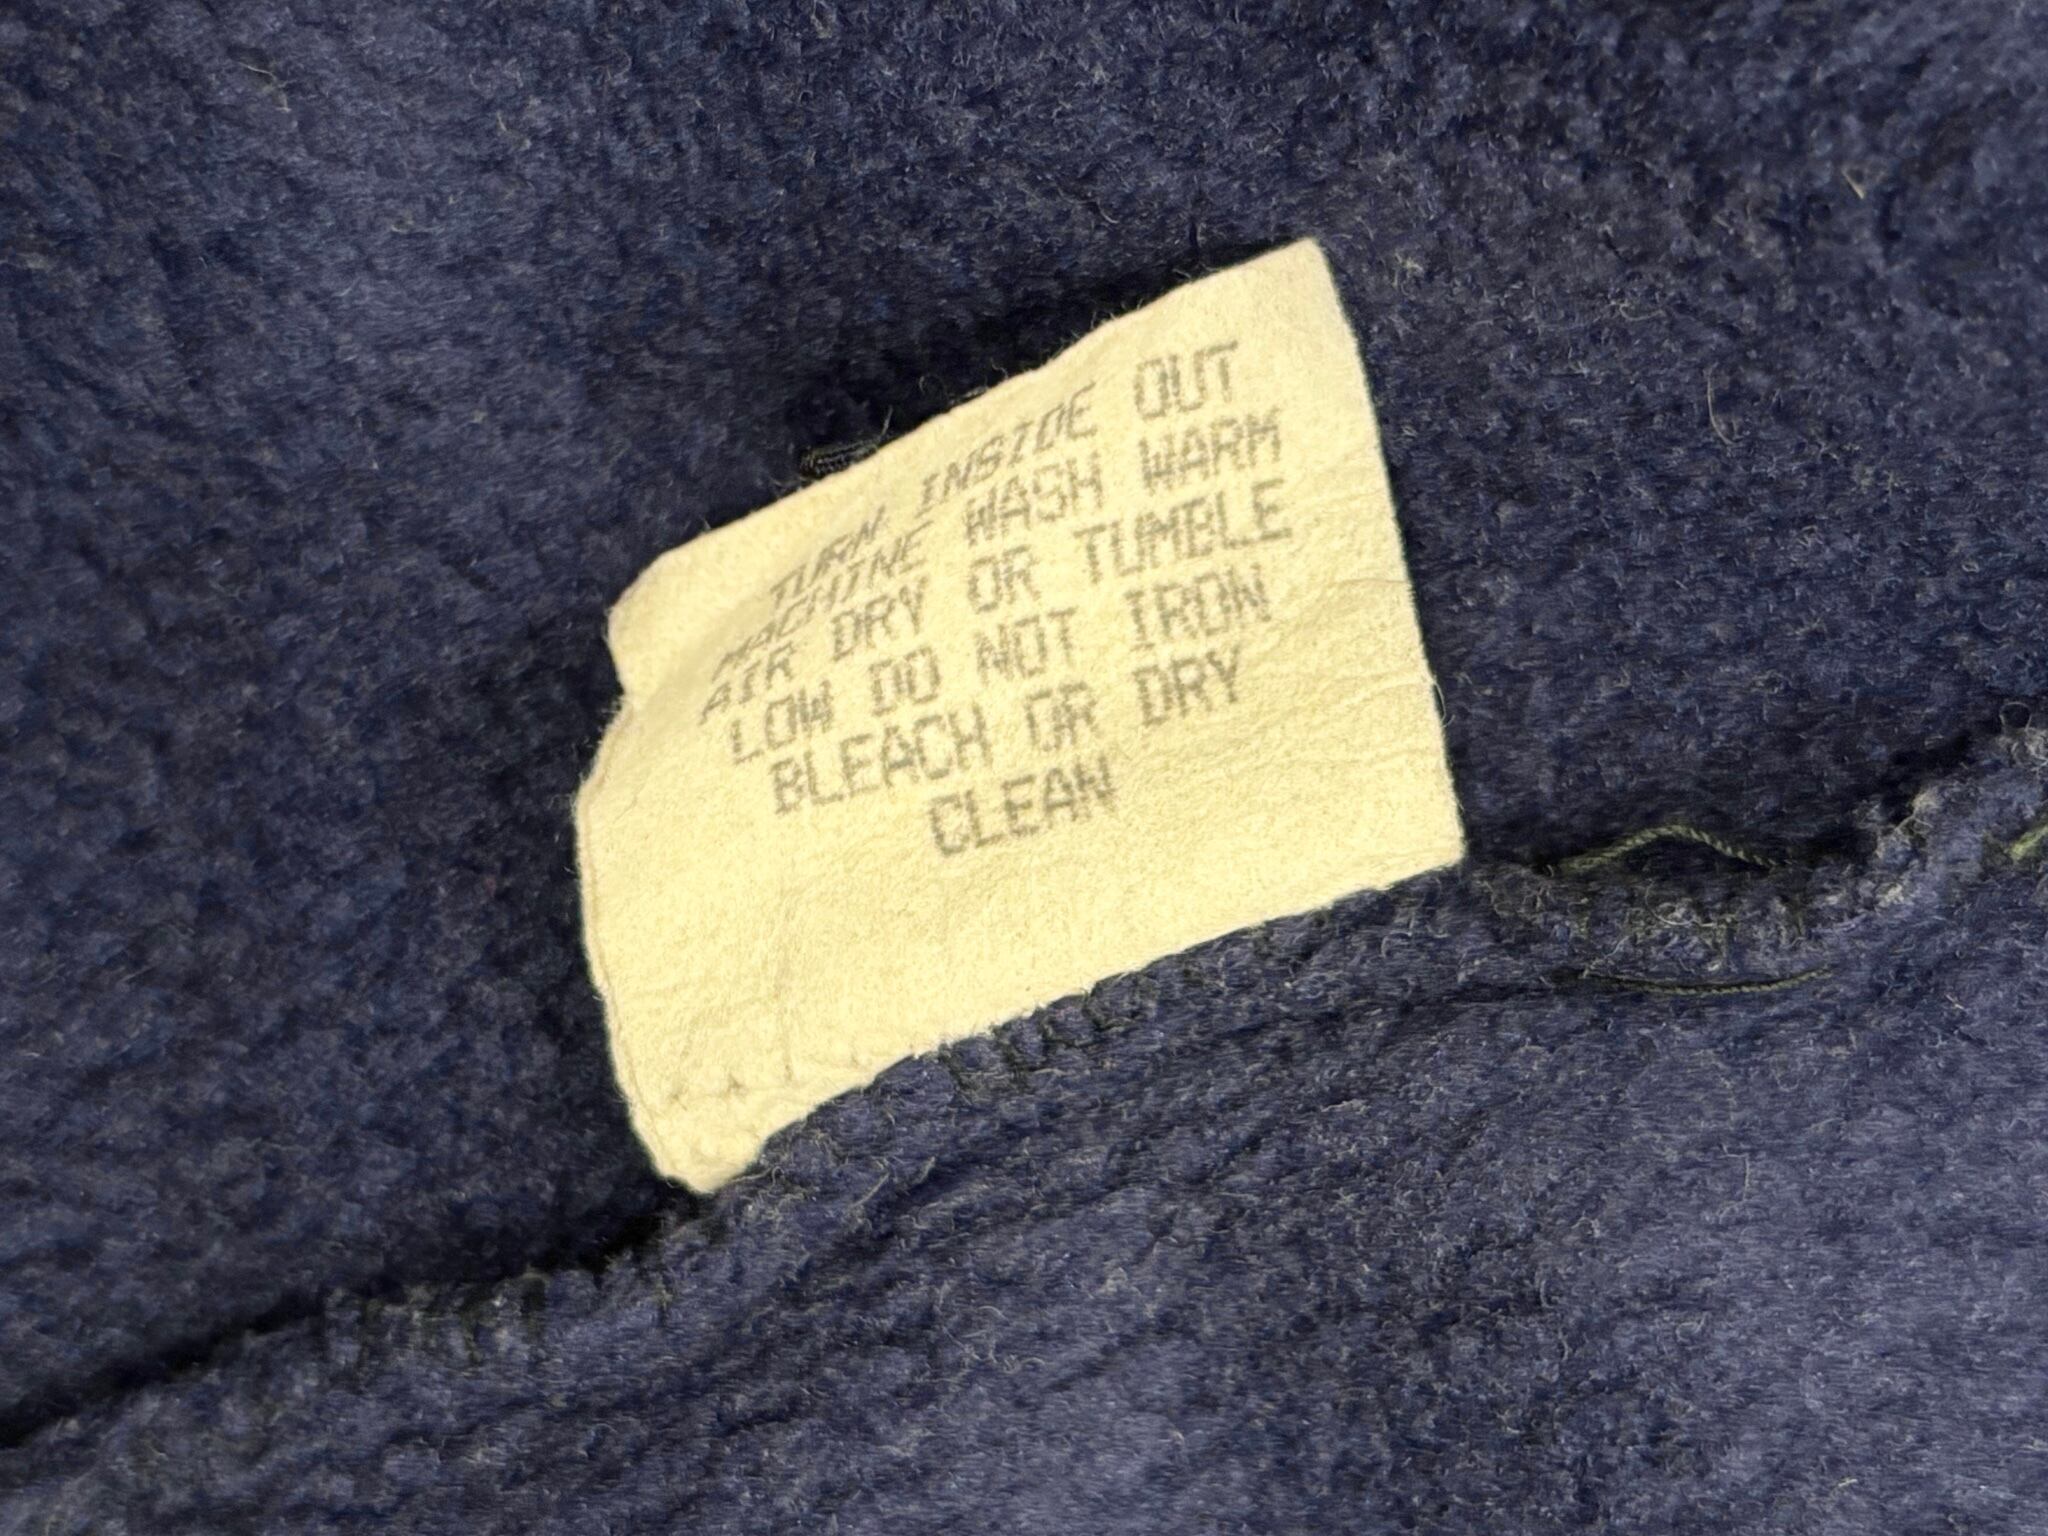 TURN INSIDE OUT
MACHINE WASH WARM
AIR DRY OR TUMBLE
LOW DO NOT IRON
BLEACH OR DRY
CLEAN